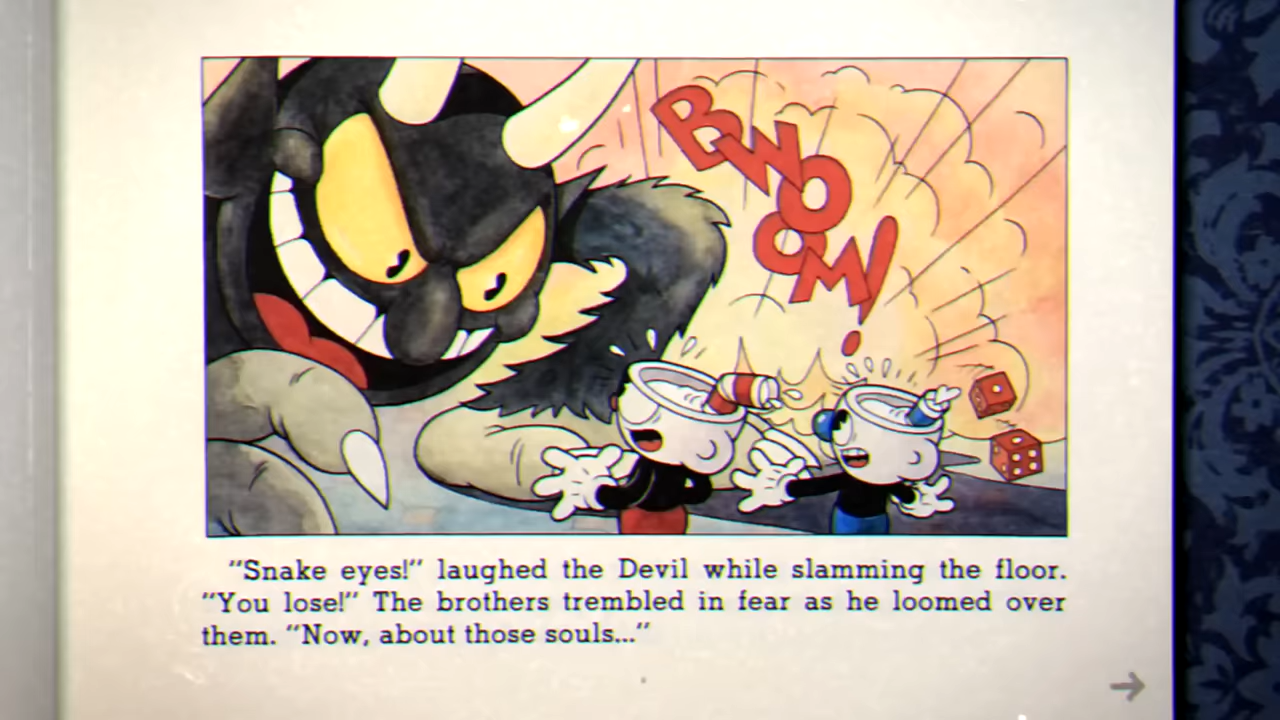 BWOOM!
“Snake eyes!” laughed the Devil while slamming the floor.
“You lose!” The brothers trembled in fear as he loomed over
them. “Now, about those souls...”